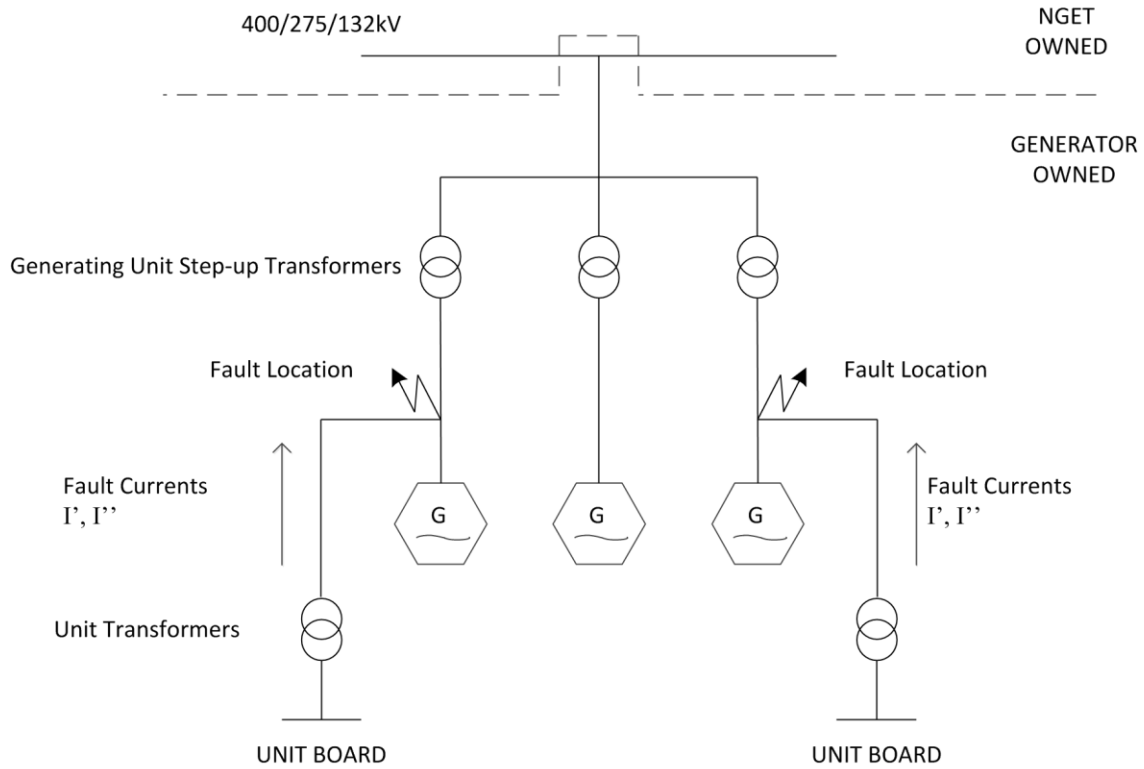 400/275/132kV
NGET
OWNED
GENERATOR
OWNED
Generating Unit Step-up Transformers
Fault Location
Fault Location
Fault Currents
I’, I’’
G
G
G
Fault Currents
I’, I’’
Unit Transformers
UNIT BOARD
UNIT BOARD